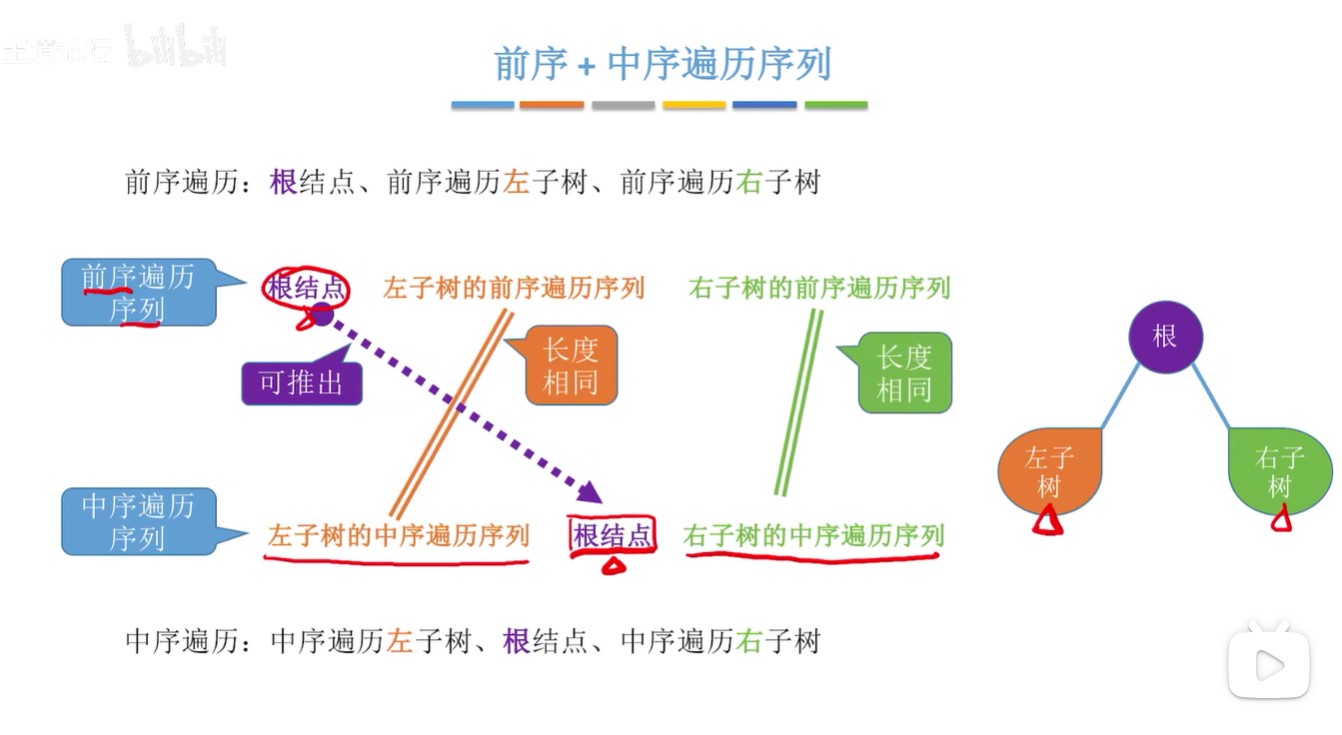 bilibili
前序 + 中序遍历序列
前序遍历：根结点、前序遍历左子树、前序遍历右子树
前序遍历
序列
根结点
左子树的前序遍历序列
右子树的前序遍历序列
可推出
长度
相同
长度
相同
根
左子
树
右子
树
中序遍历
序列
左子树的中序遍历序列
根结点
右子树的中序遍历序列
中序遍历：中序遍历左子树、根结点、中序遍历右子树